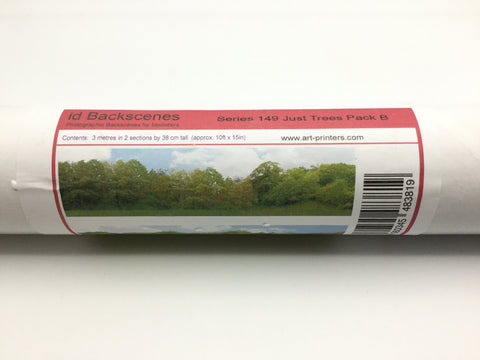 id Backscenes
Series 149 Just Trees Pack B
Photographic Backscenes for Modellers
Contents: 3 metres in 2 sections by 38 cm tall (approx. 10ft x 15in)
www.art-printers.com
483819